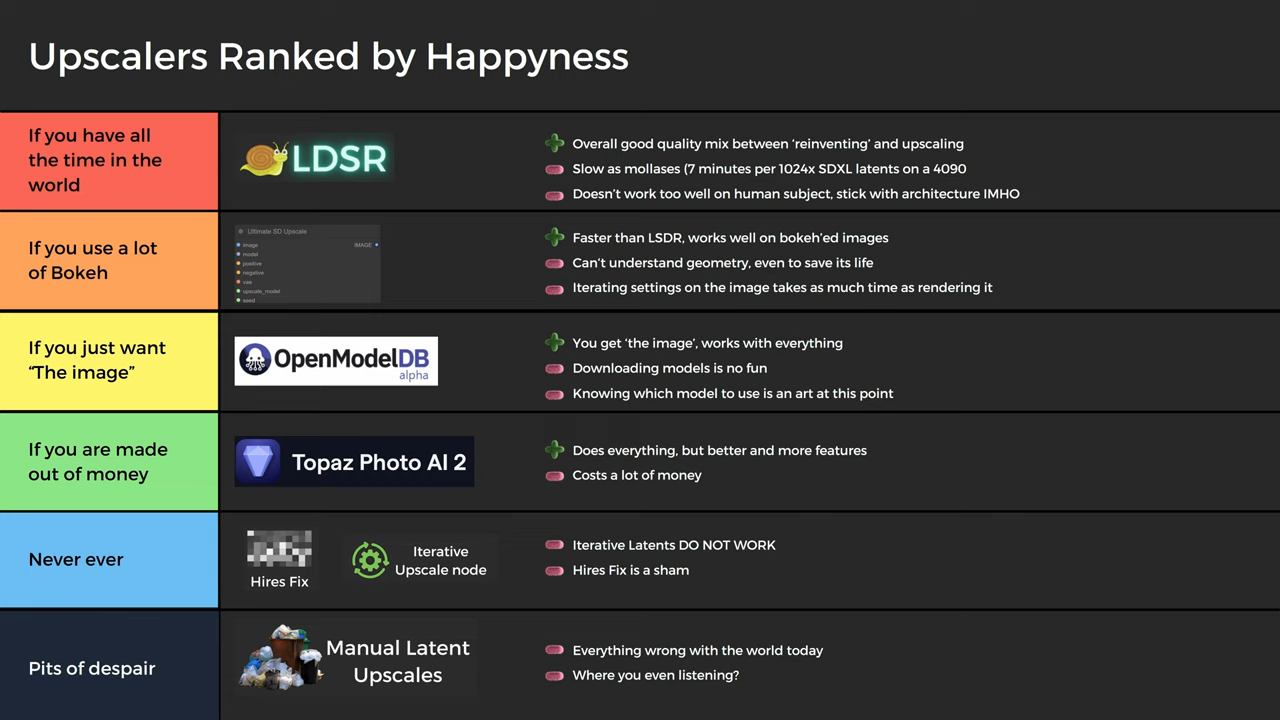 Upscalers Ranked by Happyness
If you have all
the time in the
world
LDSR
Overall good quality mix between ‘reinventing’ and upscaling
Slow as mollases (7 minutes per 1024x SDXL latents on a 4090
Doesn’t work too well on human subject, stick with architecture IMHO
If you use a lot
of Bokeh
Ultimate SD Upscale
image IMAGE
model
positive
negative
vae
upscale_model
seed
Faster than LSDR, works well on bokeh’ed images
Can’t understand geometry, even to save its life
Iterating settings on the image takes as much time as rendering it
If you just want
“The image”
OpenModelDB
alpha
You get ‘the image’, works with everything
Downloading models is no fun
Knowing which model to use is an art at this point
If you are made
out of money
Topaz Photo AI 2
Does everything, but better and more features
Costs a lot of money
Never ever
Hires Fix
Iterative
Upscale node
Iterative Latents DO NOT WORK
Hires Fix is a sham
Pits of despair
Manual Latent
Upscales
Everything wrong with the world today
Where you even listening?